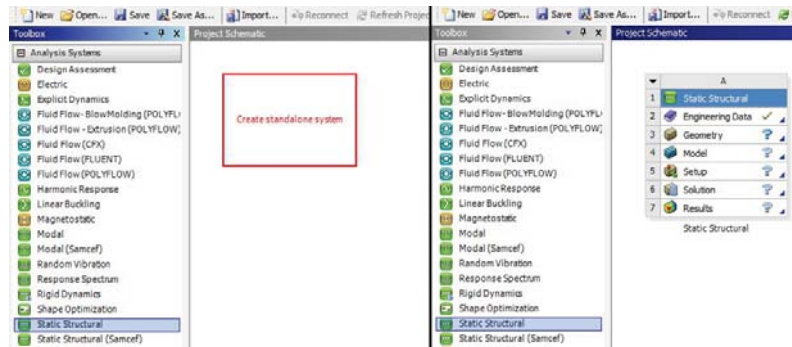 New Open... Save Save As... Import... Reconnect Refresh Proje
Toolbox
Project Schematic
Analysis Systems
Design Assessment
Electric
Explicit Dynamics
Fluid Flow- BlowMolding (POLYFL
Fluid Flow - Extrusion (POLYFLOW)
Fluid Flow (CFX)
Fluid Flow (FLUENT)
Fluid Flow (POLYFLOW)
Harmonic Response
Linear Buckling
Magnetostatic
Modal
Modal (Samcef)
Random Vibration
Response Spectrum
Rigid Dynamics
Shape Optimization
Static Structural
Static Structural (Samcef)
Create standalone system
New Open... Save Save As... Import... Reconnect
Toolbox
Project Schematic
Analysis Systems
Design Assessment
Electric
Explicit Dynamics
Fluid Flow- BlowMolding (POLYFL
Fluid Flow - Extrusion (POLYFLOW)
Fluid Flow (CFX)
Fluid Flow (FLUENT)
Fluid Flow (POLYFLOW)
Harmonic Response
Linear Buckling
Magnetostatic
Modal
Modal (Samcef)
Random Vibration
Response Spectrum
Rigid Dynamics
Shape Optimization
Static Structural
Static Structural (Samcef)
A
1 Static Structural
2 Engineering Data
3 Geometry ?
4 Model ?
5 Setup ?
6 Solution ?
7 Results ?
Static Structural